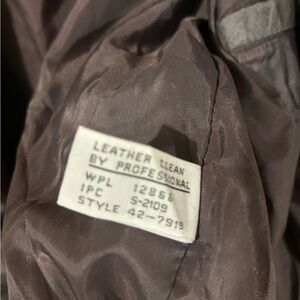 LEATHER CLEAN
BY PROFESSIONAL
WPL 12866
IPC S-2109
STYLE 42-7919